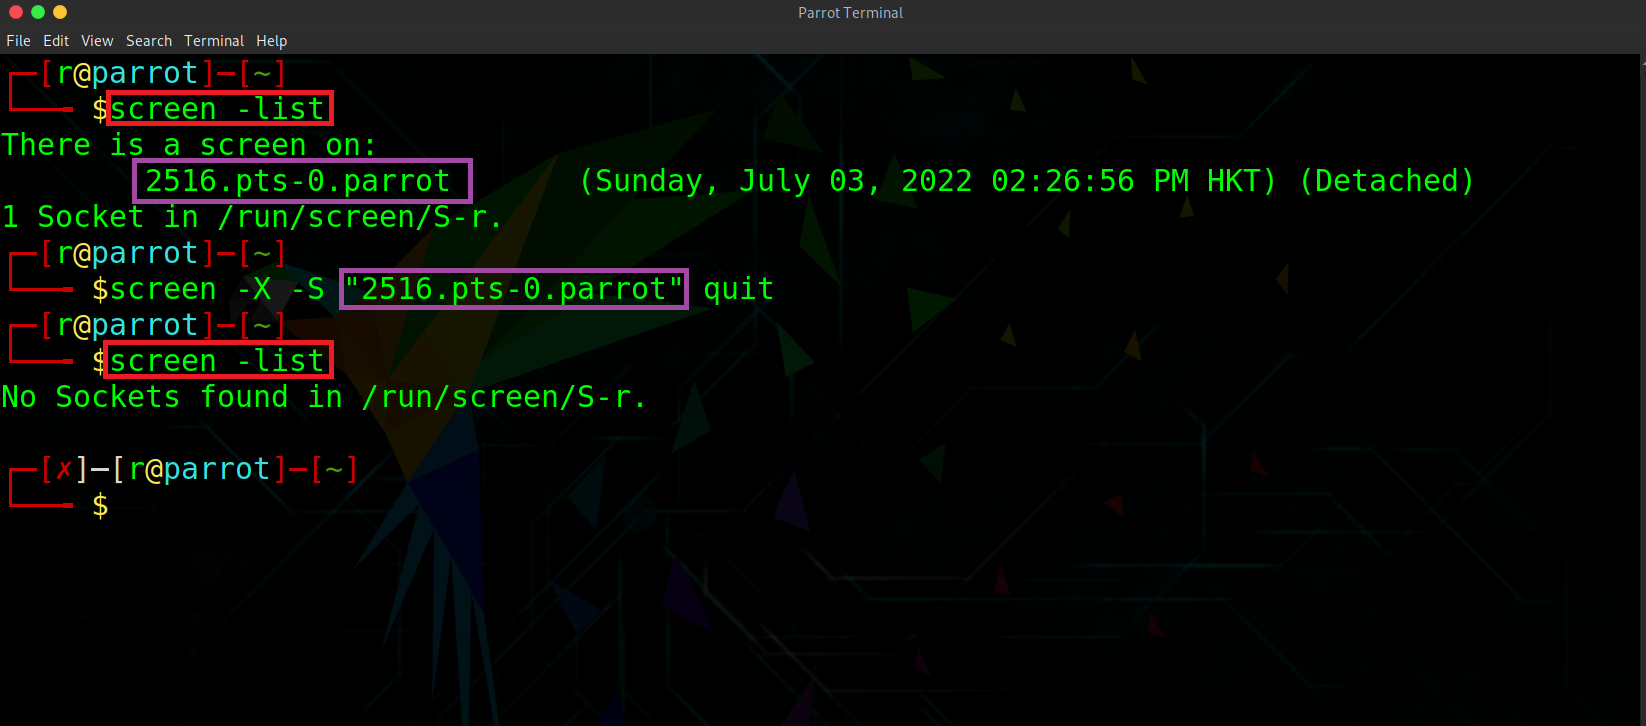 Parrot Terminal
File Edit View Search Terminal Help
┌─[r@parrot]─[~]
└──╼ $screen -list
There is a screen on:
2516.pts-0.parrot (Sunday, July 03, 2022 02:26:56 PM HKT) (Detached)
1 Socket in /run/screen/S-r.
┌─[r@parrot]─[~]
└──╼ $screen -X -S "2516.pts-0.parrot" quit
┌─[r@parrot]─[~]
└──╼ $screen -list
No Sockets found in /run/screen/S-r.
┌─[✗]─[r@parrot]─[~]
└──╼ $